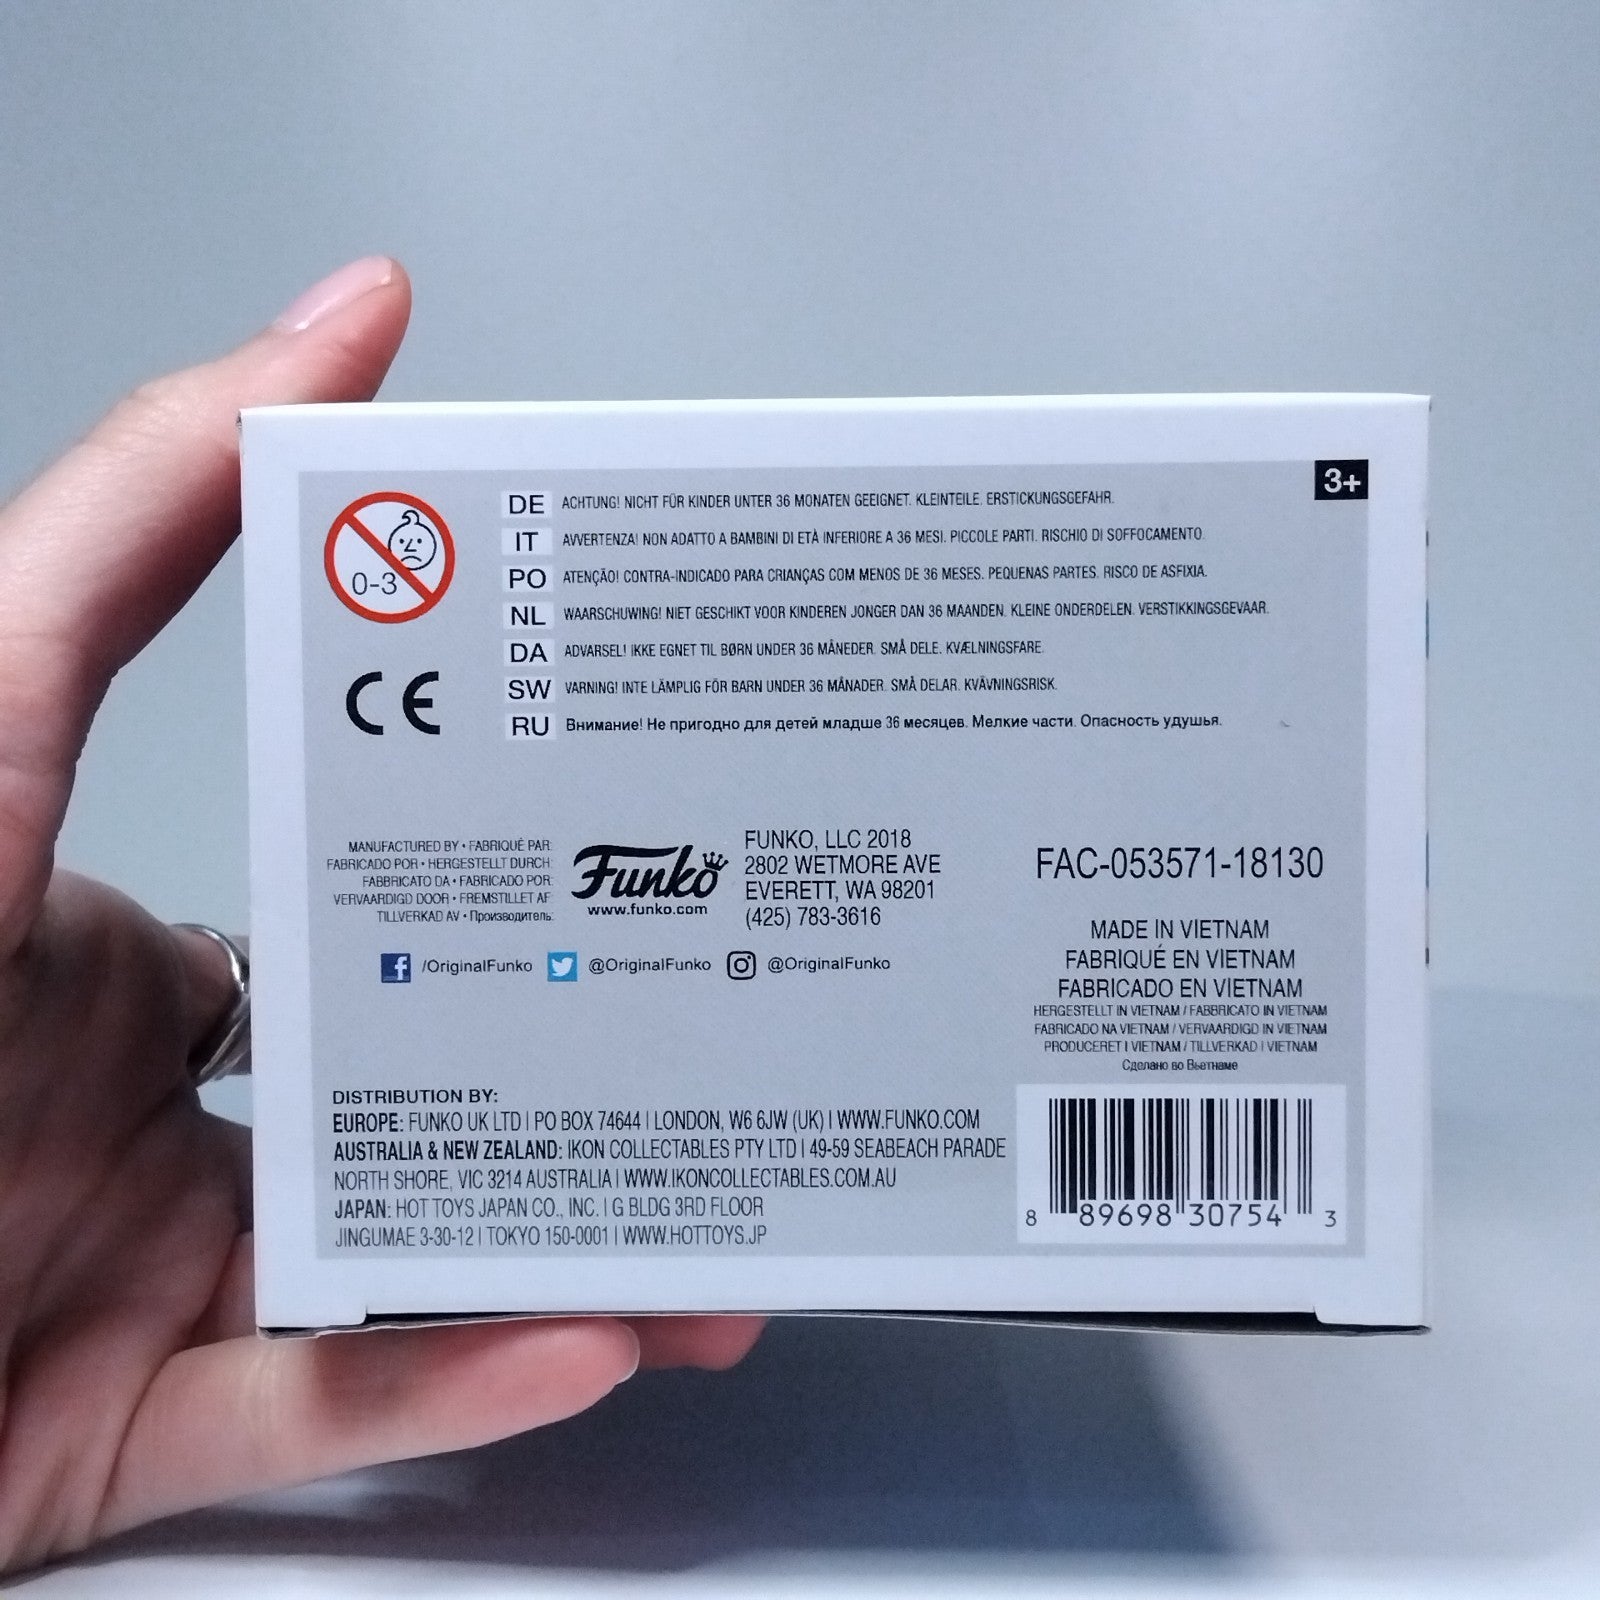 3+
0-3
DE ACHTUNG! NICHT FÜR KINDER UNTER 36 MONATEN GEEIGNET. KLEINTEILE. ERSTICKUNGSGEFAHR.
IT AVVERTENZA! NON ADATTO A BAMBINI DI ETÀ INFERIORE A 36 MESI. PICCOLE PARTI. RISCHIO DI SOFFOCAMENTO.
PO ATENÇÃO! CONTRA-INDICADO PARA CRIANÇAS COM MENOS DE 36 MESES. PEQUENAS PARTES. RISCO DE ASFIXIA.
NL WAARSCHUWING! NIET GESCHIKT VOOR KINDEREN JONGER DAN 36 MAANDEN. KLEINE ONDERDELEN. VERSTIKKINGSGEVAAR.
DA ADVARSEL! IKKE EGNET TIL BØRN UNDER 36 MÅNEDER. SMÅ DELE. KVÆLNINGSFARE.
SW VARNING! INTE LÄMPLIG FÖR BARN UNDER 36 MÅNADER. SMÅ DELAR. KVÄVNINGSRISK.
RU Внимание! Не пригодно для детей младше 36 месяцев. Мелкие части. Опасность удушья.
CE
MANUFACTURED BY • FABRIQUÉ PAR:
FABRICADO POR • HERGESTELLT DURCH:
FABBRICATO DA • FABRICADO POR:
VERVAARDIGD DOOR • FREMSTILLET AF:
TILLVERKAD AV • Производитель:
Funko
www.funko.com
FUNKO, LLC 2018
2802 WETMORE AVE
EVERETT, WA 98201
(425) 783-3616
/OriginalFunko @OriginalFunko @OriginalFunko
FAC-053571-18130
MADE IN VIETNAM
FABRIQUÉ EN VIETNAM
FABRICADO EN VIETNAM
HERGESTELLT IN VIETNAM / FABBRICATO IN VIETNAM
FABRICADO NA VIETNAM / VERVAARDIGD IN VIETNAM
PRODUCERET I VIETNAM / TILLVERKAD I VIETNAM
Сделано во Вьетнаме
DISTRIBUTION BY:
EUROPE: FUNKO UK LTD | PO BOX 74644 | LONDON, W6 6JW (UK) | WWW.FUNKO.COM
AUSTRALIA & NEW ZEALAND: IKON COLLECTABLES PTY LTD | 49-59 SEABEACH PARADE
NORTH SHORE, VIC 3214 AUSTRALIA | WWW.IKONCOLLECTABLES.COM.AU
JAPAN: HOT TOYS JAPAN CO., INC. | G BLDG 3RD FLOOR
JINGUMAE 3-30-12 | TOKYO 150-0001 | WWW.HOTTOYS.JP
8 89698 30754 3